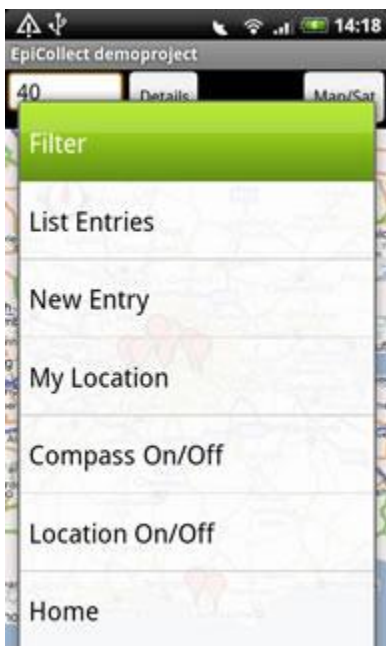 14:18
EpiCollect demoproject
40 Details Map/Sat
Filter
List Entries
New Entry
My Location
Compass On/Off
Location On/Off
Home